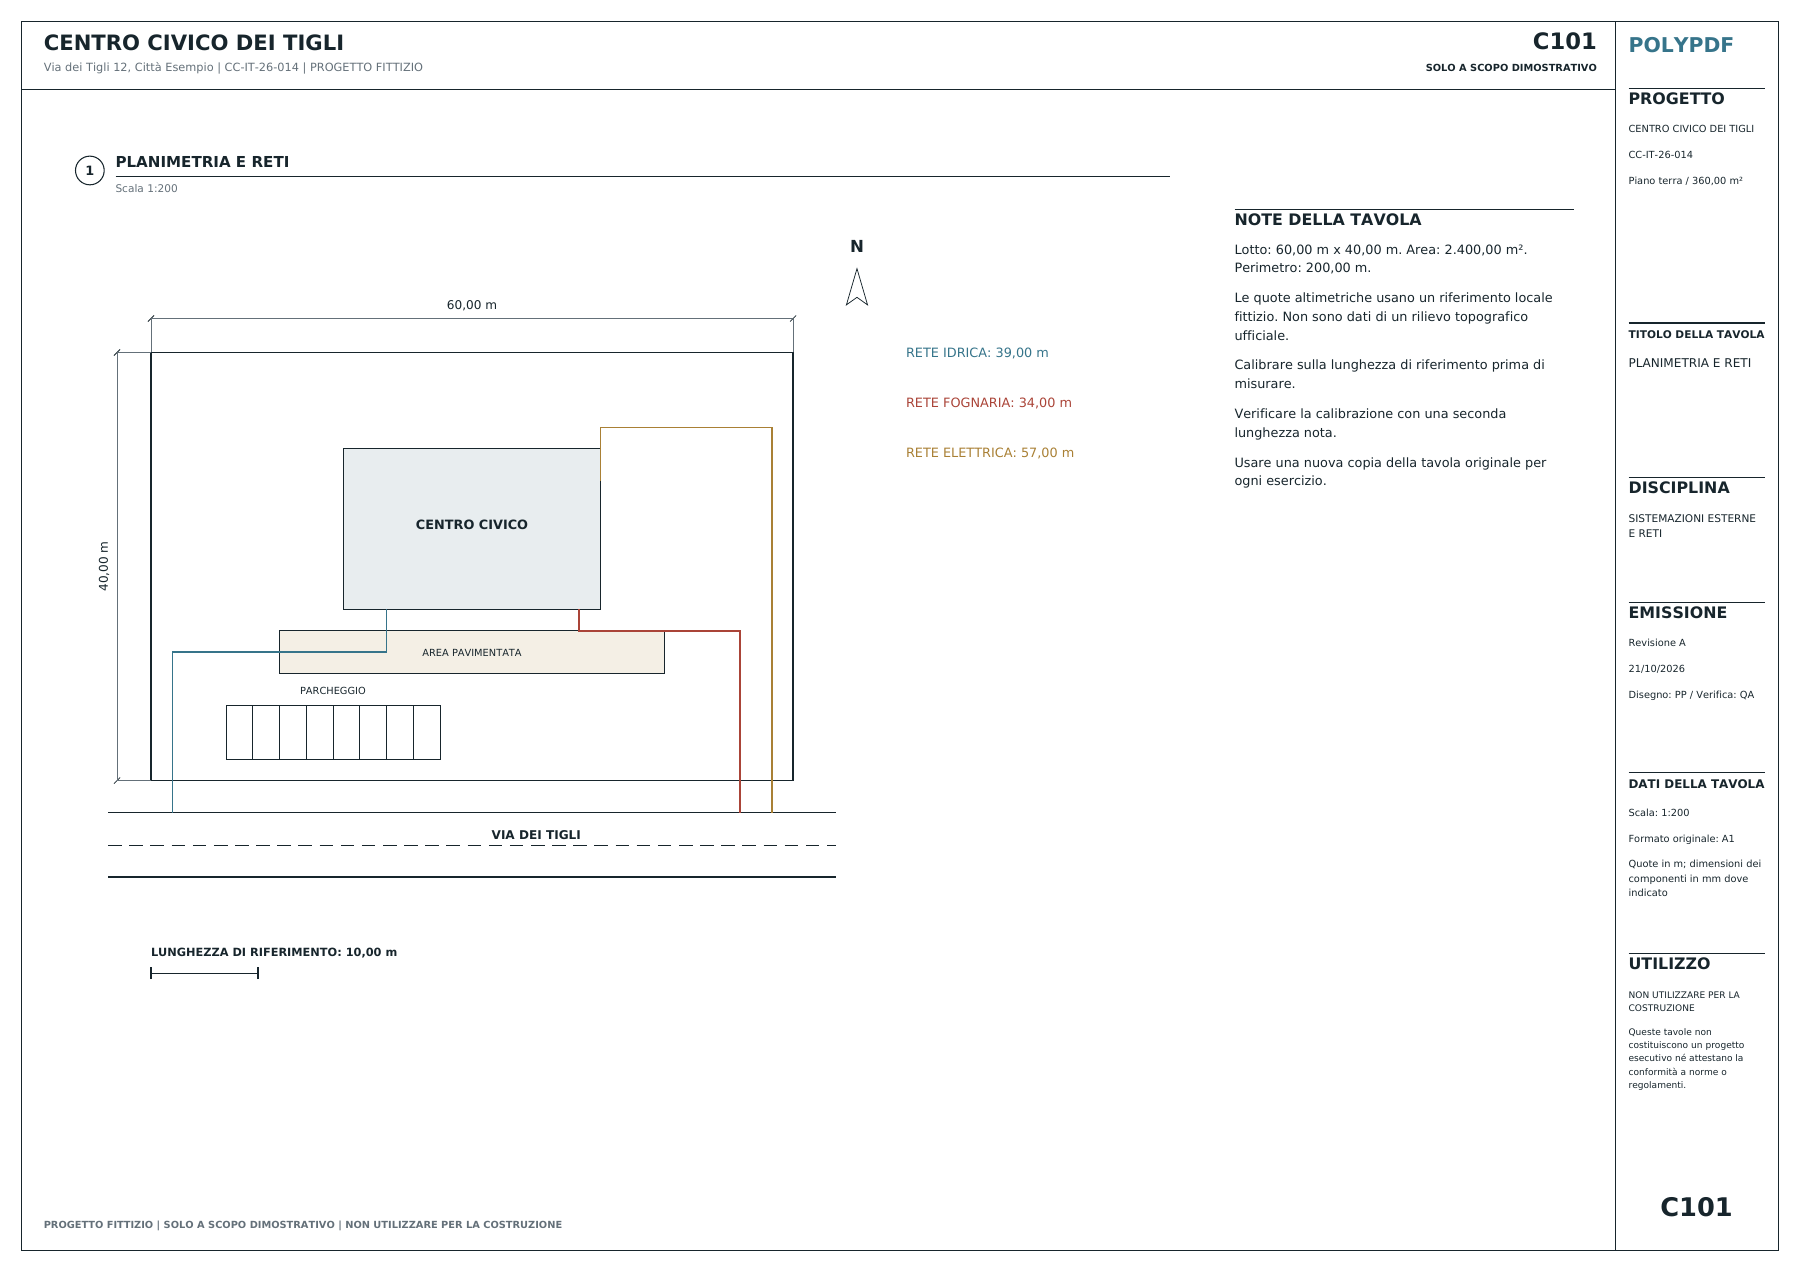 CENTRO CIVICO DEI TIGLI
Via dei Tigli 12, Città Esempio | CC-IT-26-014 | PROGETTO FITTIZIO
C101
SOLO A SCOPO DIMOSTRATIVO
1
PLANIMETRIA E RETI
Scala 1:200
N
60,00 m
40,00 m
RETE IDRICA: 39,00 m
RETE FOGNARIA: 34,00 m
RETE ELETTRICA: 57,00 m
CENTRO CIVICO
AREA PAVIMENTATA
PARCHEGGIO
VIA DEI TIGLI
LUNGHEZZA DI RIFERIMENTO: 10,00 m
NOTE DELLA TAVOLA
Lotto: 60,00 m x 40,00 m. Area: 2.400,00 m².
Perimetro: 200,00 m.
Le quote altimetriche usano un riferimento locale
fittizio. Non sono dati di un rilievo topografico
ufficiale.
Calibrare sulla lunghezza di riferimento prima di
misurare.
Verificare la calibrazione con una seconda
lunghezza nota.
Usare una nuova copia della tavola originale per
ogni esercizio.
POLYPDF
PROGETTO
CENTRO CIVICO DEI TIGLI
CC-IT-26-014
Piano terra / 360,00 m²
TITOLO DELLA TAVOLA
PLANIMETRIA E RETI
DISCIPLINA
SISTEMAZIONI ESTERNE
E RETI
EMISSIONE
Revisione A
21/10/2026
Disegno: PP / Verifica: QA
DATI DELLA TAVOLA
Scala: 1:200
Formato originale: A1
Quote in m; dimensioni dei
componenti in mm dove
indicato
UTILIZZO
NON UTILIZZARE PER LA
COSTRUZIONE
Queste tavole non
costituiscono un progetto
esecutivo né attestano la
conformità a norme o
regolamenti.
C101
PROGETTO FITTIZIO | SOLO A SCOPO DIMOSTRATIVO | NON UTILIZZARE PER LA COSTRUZIONE